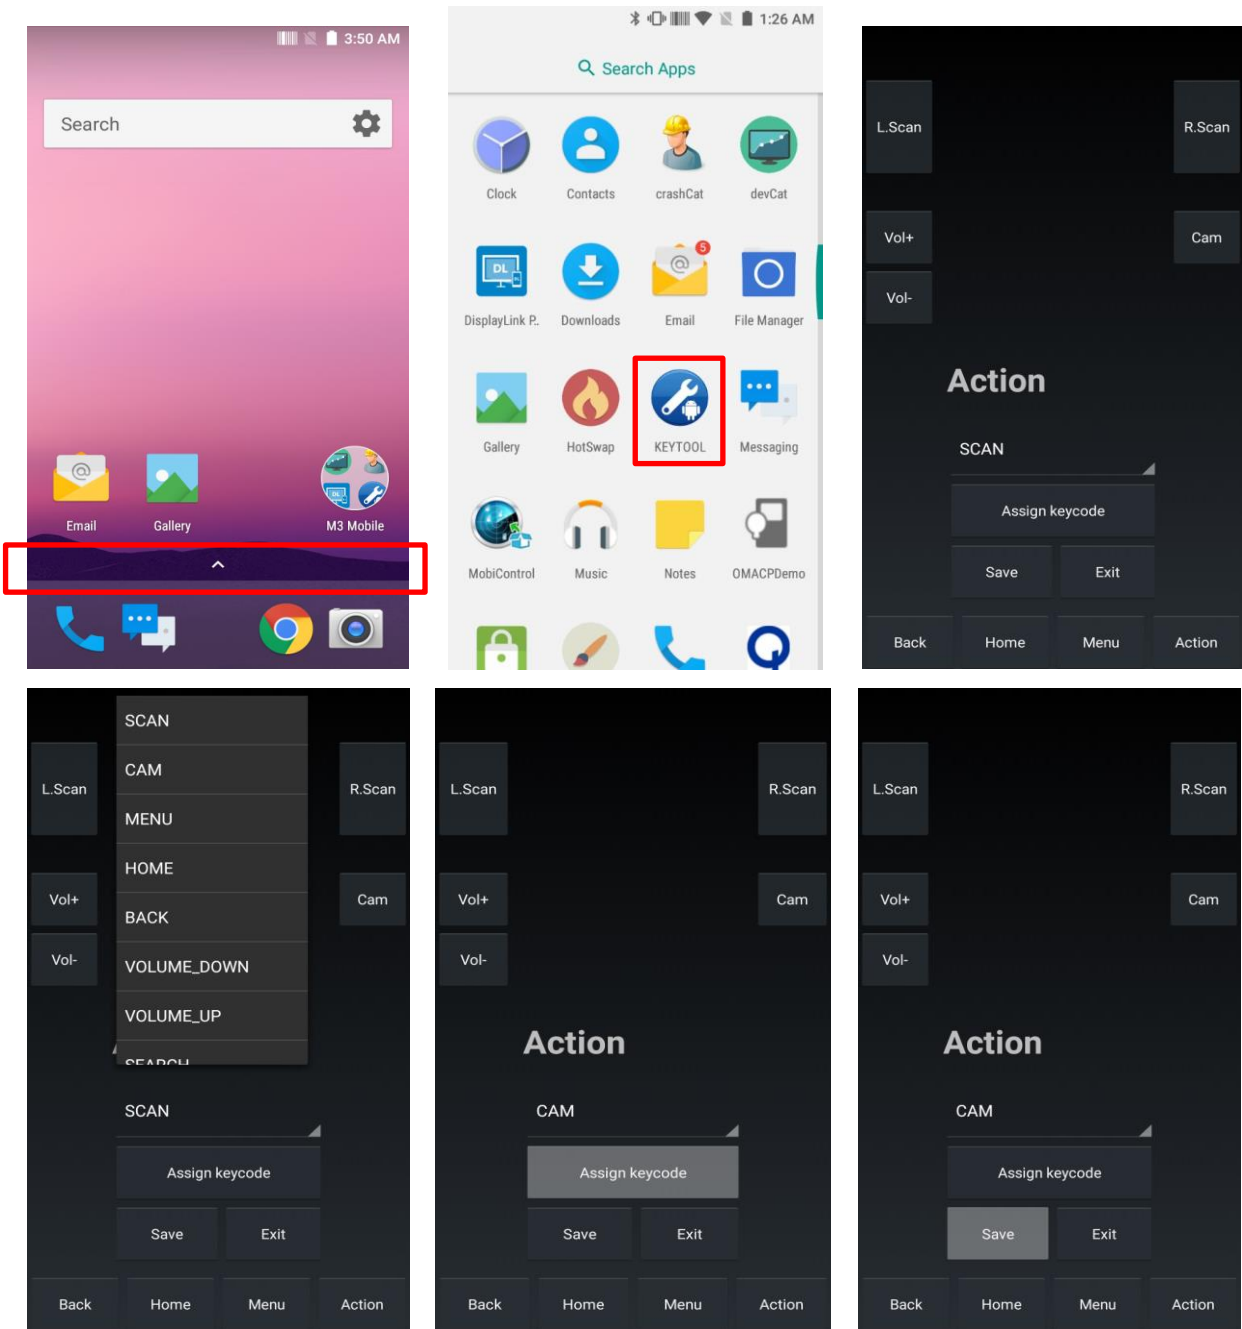 3:50 AM
Search
Email
Gallery
M3 Mobile
1:26 AM
Search Apps
Clock
Contacts
crashCat
devCat
DL
5
DisplayLink P..
Downloads
Email
File Manager
Gallery
HotSwap
KEYTOOL
Messaging
MobiControl
Music
Notes
OMACPDemo
L.Scan
R.Scan
Vol+
Cam
Vol-
Action
SCAN
Assign keycode
Save
Exit
Back
Home
Menu
Action
SCAN
CAM
MENU
HOME
BACK
VOLUME_DOWN
VOLUME_UP
SEARCH
L.Scan
R.Scan
Vol+
Cam
Vol-
SCAN
Assign keycode
Save
Exit
Back
Home
Menu
Action
L.Scan
R.Scan
Vol+
Cam
Vol-
Action
CAM
Assign keycode
Save
Exit
Back
Home
Menu
Action
L.Scan
R.Scan
Vol+
Cam
Vol-
Action
CAM
Assign keycode
Save
Exit
Back
Home
Menu
Action